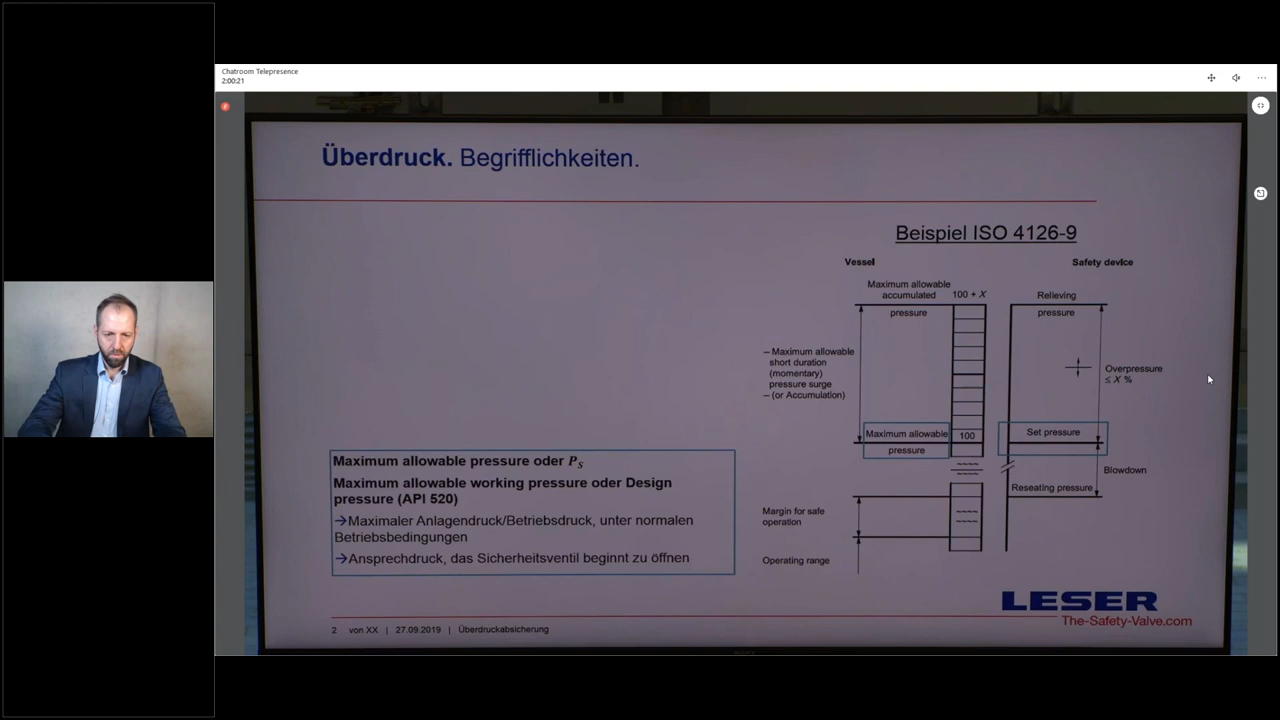 Chatroom Telepresence
2:00:21
Überdruck. Begrifflichkeiten.
Beispiel ISO 4126-9
Vessel
Safety device
Maximum allowable
accumulated 100 + X
pressure
Relieving
pressure
– Maximum allowable
short duration
(momentary)
pressure surge
– (or Accumulation)
Overpressure
≤ X %
Maximum allowable 100
pressure
Set pressure
Blowdown
Reseating pressure
Margin for safe
operation
Operating range
Maximum allowable pressure oder PS
Maximum allowable working pressure oder Design
pressure (API 520)
→Maximaler Anlagendruck/Betriebsdruck, unter normalen
Betriebsbedingungen
→Ansprechdruck, das Sicherheitsventil beginnt zu öffnen
LESER
The-Safety-Valve.com
2 von XX | 27.09.2019 | Überdruckabsicherung